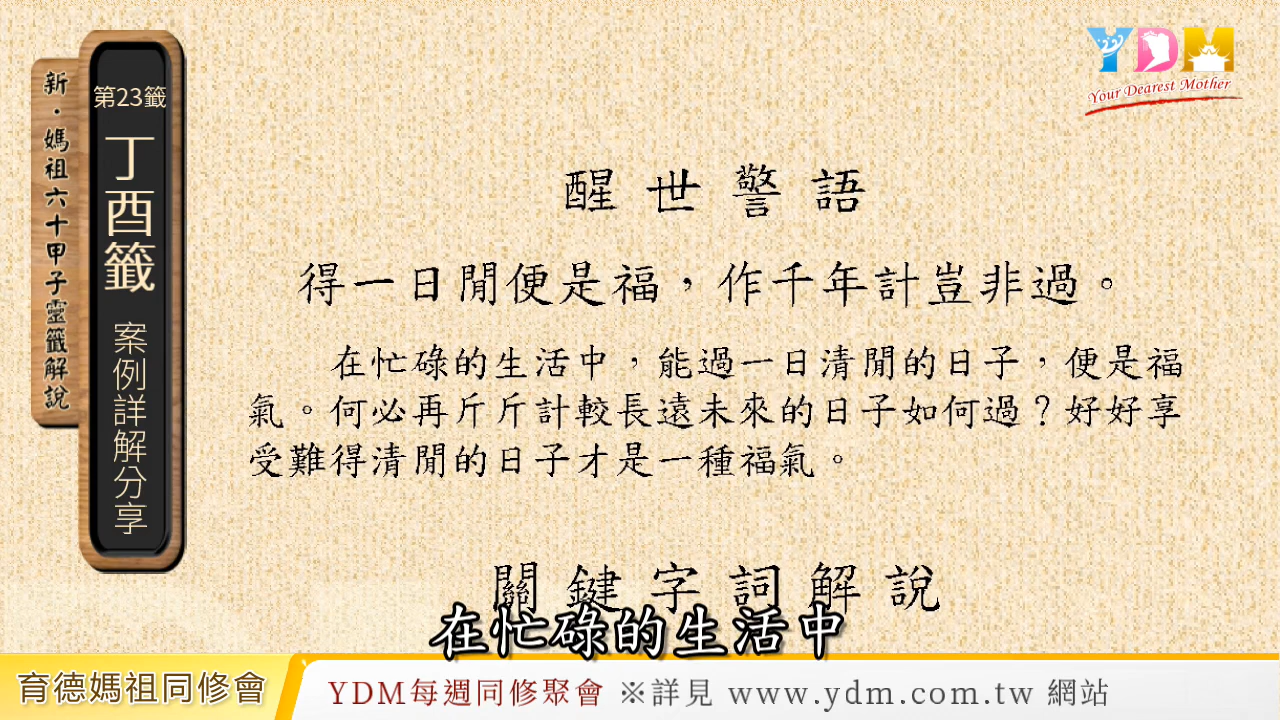 新・媽祖六十甲子靈籤解說
第23籤
丁酉籤
案例詳解分享
YDM
Your Dearest Mother
醒世警語
得一日閒便是福，作千年計豈非過。
在忙碌的生活中，能過一日清閒的日子，便是福
氣。何必再斤斤計較長遠未來的日子如何過？好好享
受難得清閒的日子才是一種福氣。
關鍵字詞解說
在忙碌的生活中
育德媽祖同修會
YDM每週同修聚會 ※詳見 www.ydm.com.tw 網站